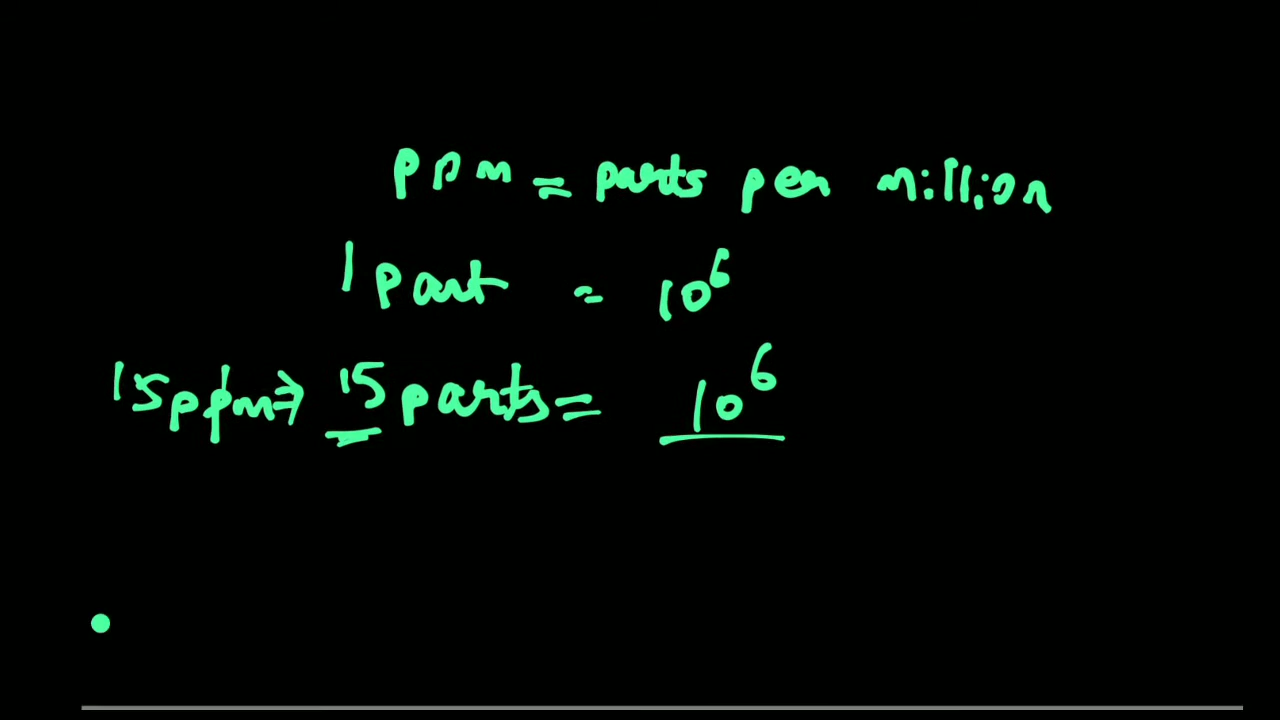 ppm = parts per million
1 part = 10⁶
15ppm⇒ 15 parts = 10⁶